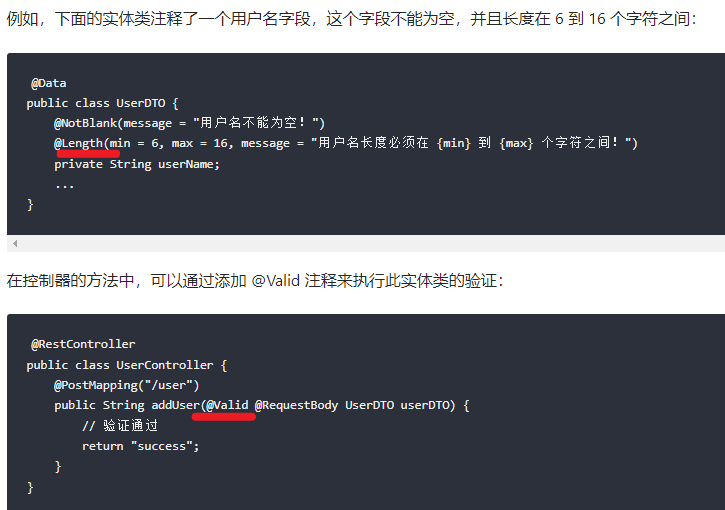 例如，下面的实体类注释了一个用户名字段，这个字段不能为空，并且长度在 6 到 16 个字符之间：
@Data
public class UserDTO {
@NotBlank(message = "用户名不能为空！")
@Length(min = 6, max = 16, message = "用户名长度必须在 {min} 到 {max} 个字符之间！")
private String userName;
...
}
在控制器的方法中，可以通过添加 @Valid 注释来执行此实体类的验证：
@RestController
public class UserController {
@PostMapping("/user")
public String addUser(@Valid @RequestBody UserDTO userDTO) {
// 验证通过
return "success";
}
}